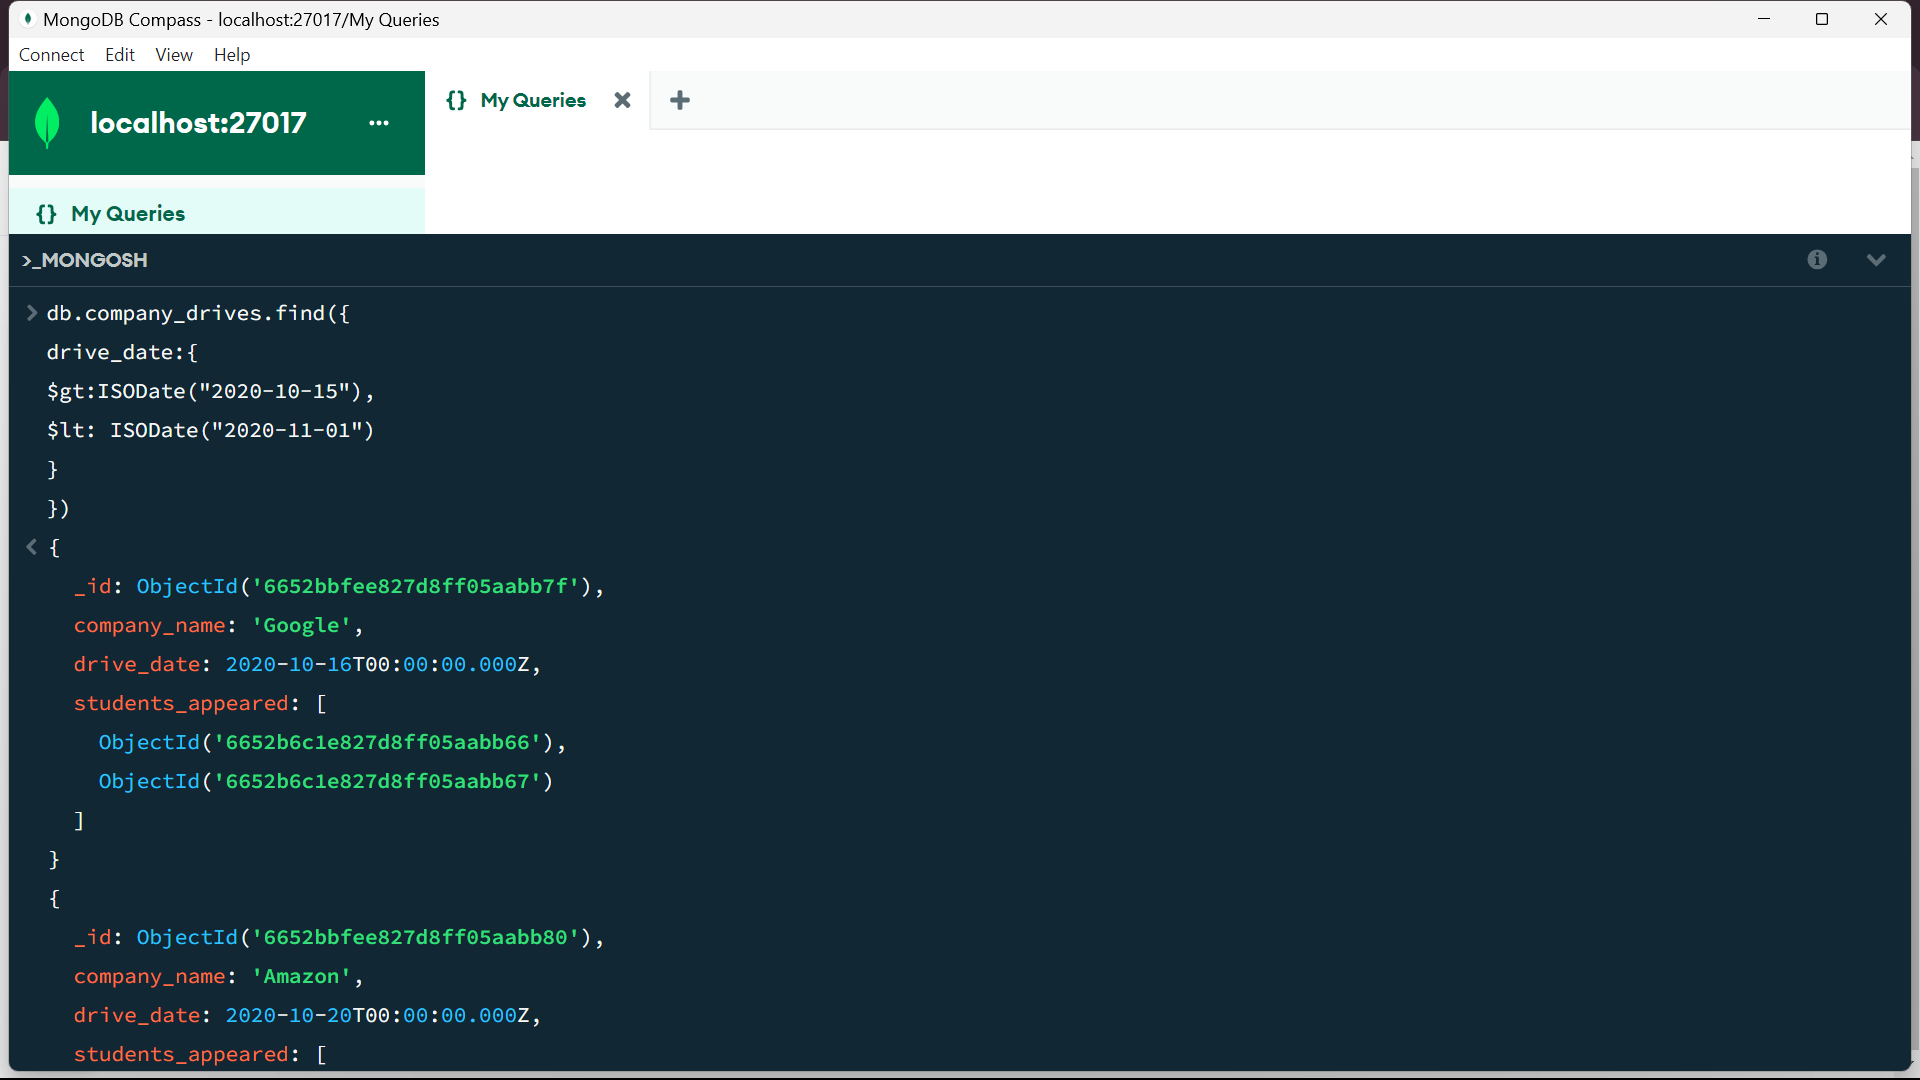 MongoDB Compass - localhost:27017/My Queries
Connect Edit View Help
localhost:27017 ...
{} My Queries
{} My Queries
>_MONGOSH
db.company_drives.find({
drive_date:{
$gt:ISODate("2020-10-15"),
$lt: ISODate("2020-11-01")
}
})
{
_id: ObjectId('6652bbfee827d8ff05aabb7f'),
company_name: 'Google',
drive_date: 2020-10-16T00:00:00.000Z,
students_appeared: [
ObjectId('6652b6c1e827d8ff05aabb66'),
ObjectId('6652b6c1e827d8ff05aabb67')
]
}
{
_id: ObjectId('6652bbfee827d8ff05aabb80'),
company_name: 'Amazon',
drive_date: 2020-10-20T00:00:00.000Z,
students_appeared: [